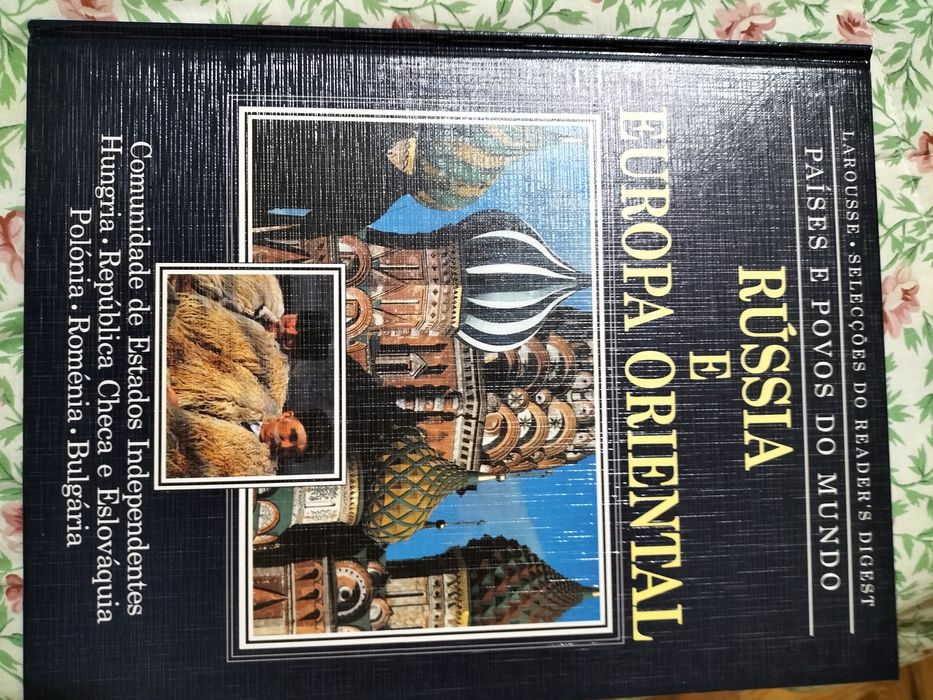 LAROUSSE · SELECÇÕES DO READER'S DIGEST
PAÍSES E POVOS DO MUNDO
RÚSSIA
E
EUROPA ORIENTAL
Comunidade de Estados Independentes
Hungria · República Checa e Eslováquia
Polónia · Roménia · Bulgária